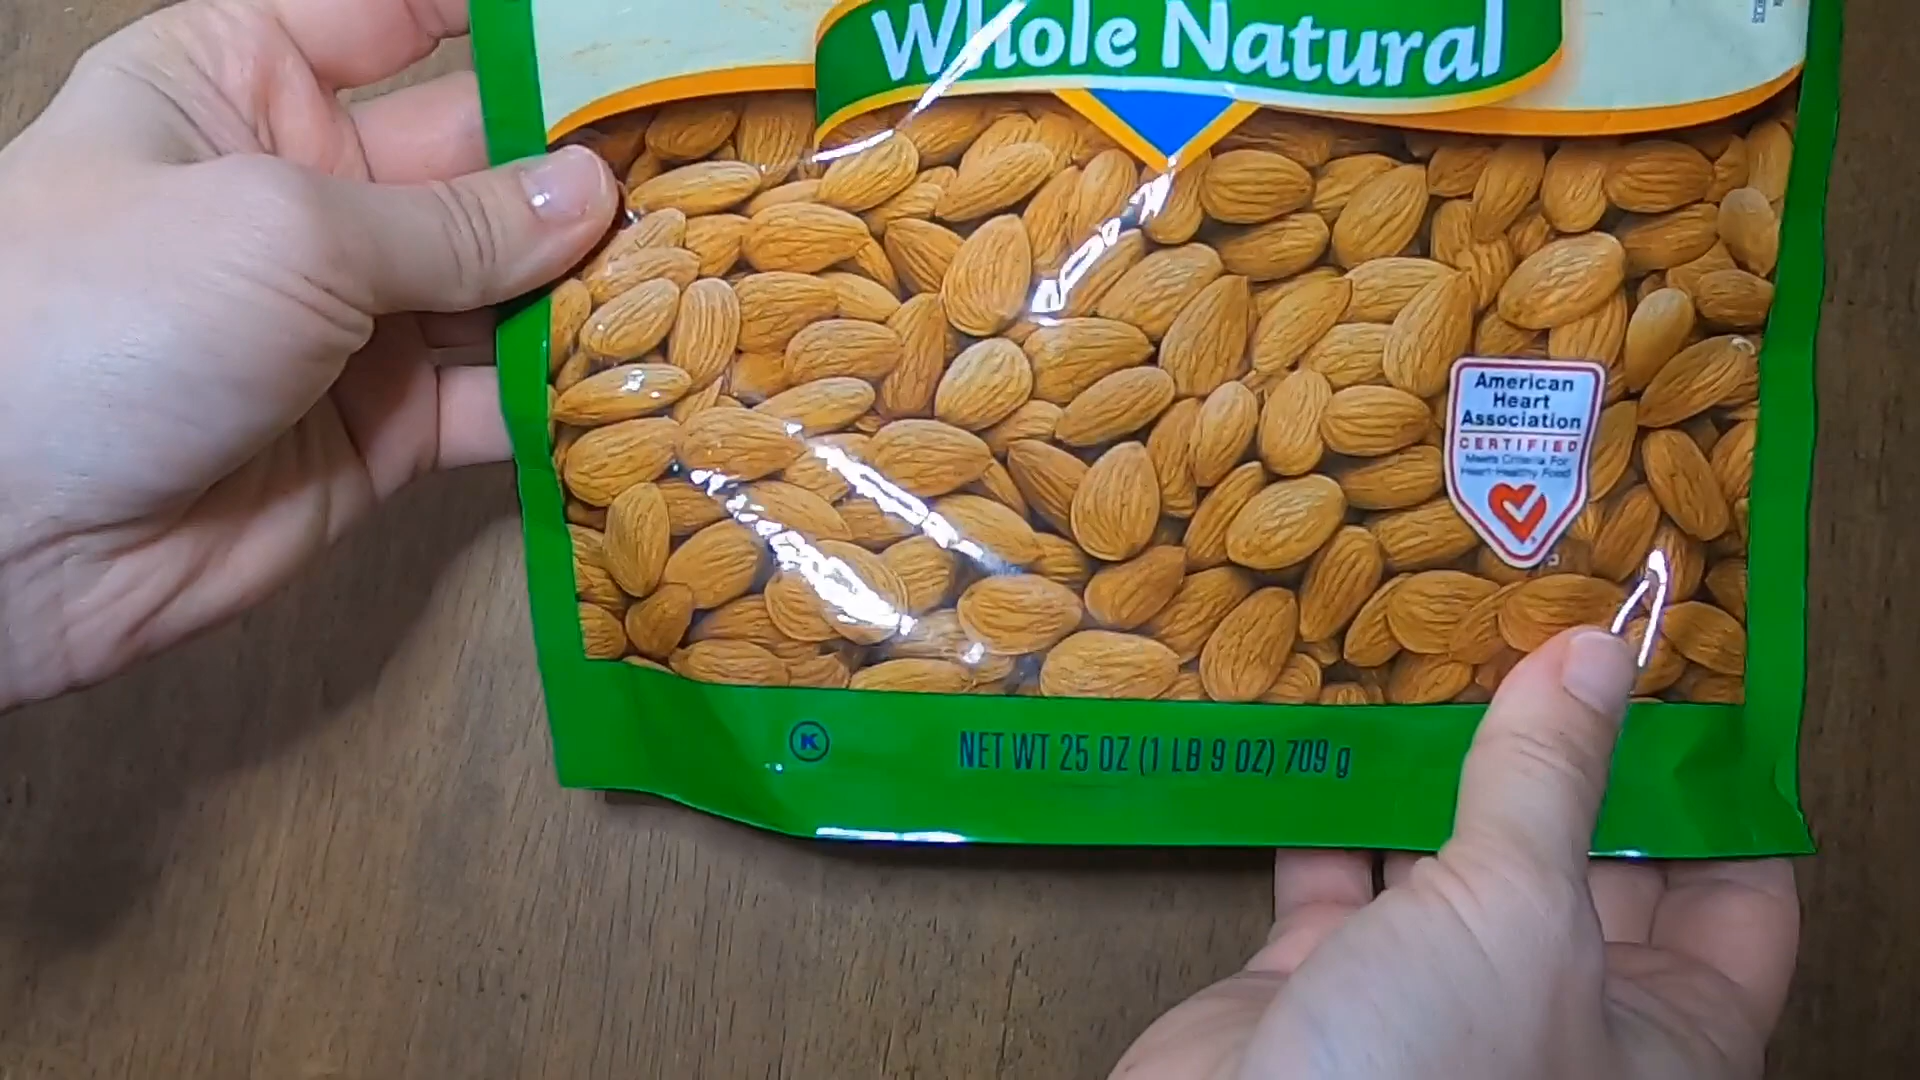 Whole Natural
American
Heart
Association
CERTIFIED
Meets Criteria For
Heart-Healthy Food
K
NET WT 25 OZ (1 LB 9 OZ) 709 g